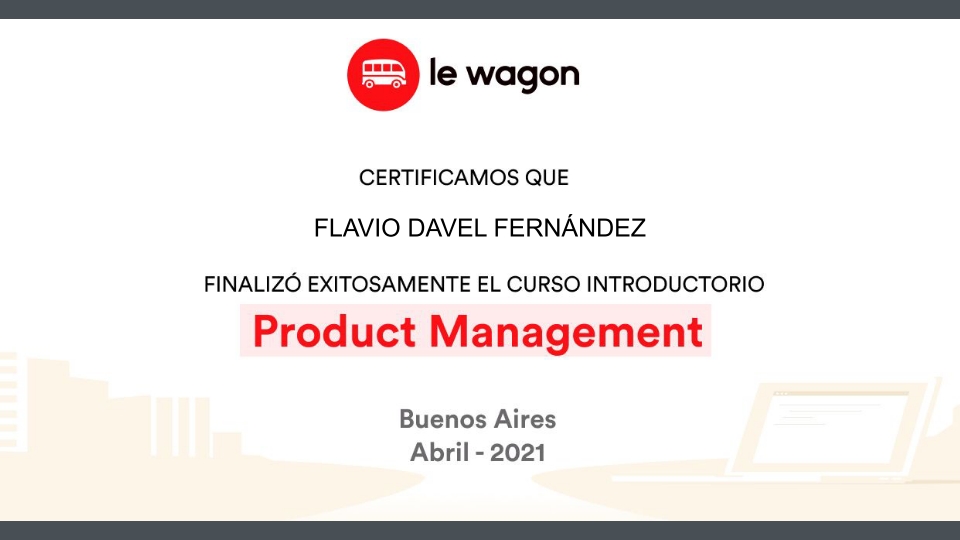 le wagon
CERTIFICAMOS QUE
FLAVIO DAVEL FERNÁNDEZ
FINALIZÓ EXITOSAMENTE EL CURSO INTRODUCTORIO
Product Management
Buenos Aires
Abril - 2021